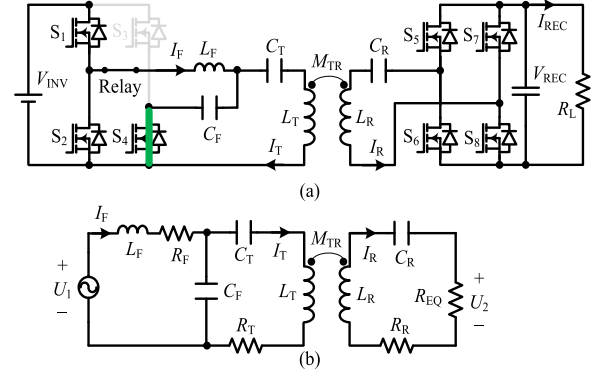 S1 S3 S5 S7 IREC
IF LF CT MTR CR
VINV Relay VREC
CF LT LR RL
S2 S4 IT IR S6 S8
(a)
IF CT IT MTR IR CR
LF RF
+ +
U1 CF LT LR REQ U2
– –
RT RR
(b)